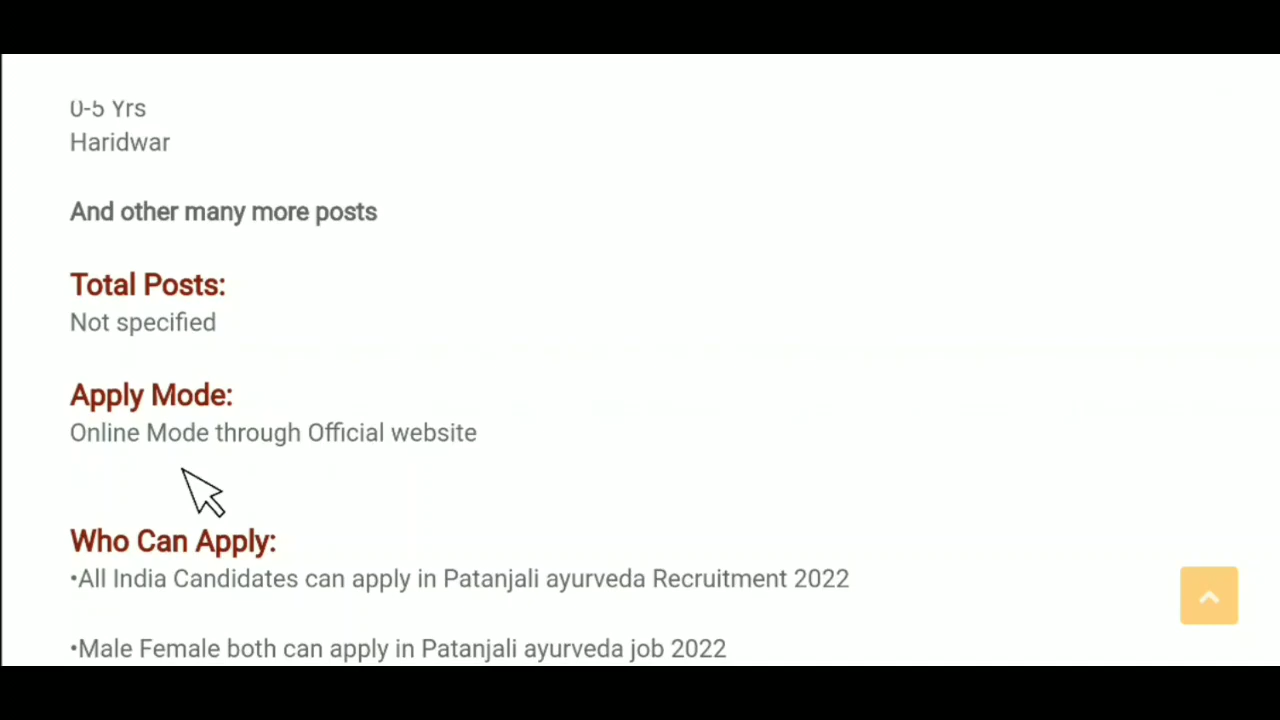 0-5 Yrs
Haridwar
And other many more posts
Total Posts:
Not specified
Apply Mode:
Online Mode through Official website
Who Can Apply:
•All India Candidates can apply in Patanjali ayurveda Recruitment 2022
•Male Female both can apply in Patanjali ayurveda job 2022